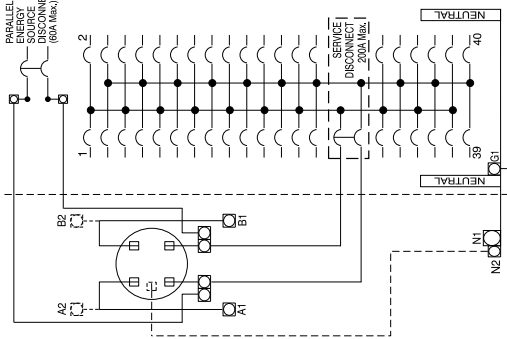 PARALLEL
ENERGY
SOURCE
DISCONNE
(60A Max.)
2
40
SERVICE
DISCONNECT
200A Max.
1
39
NEUTRAL
NEUTRAL
G1
B2
B1
A2
A1
N1
N2